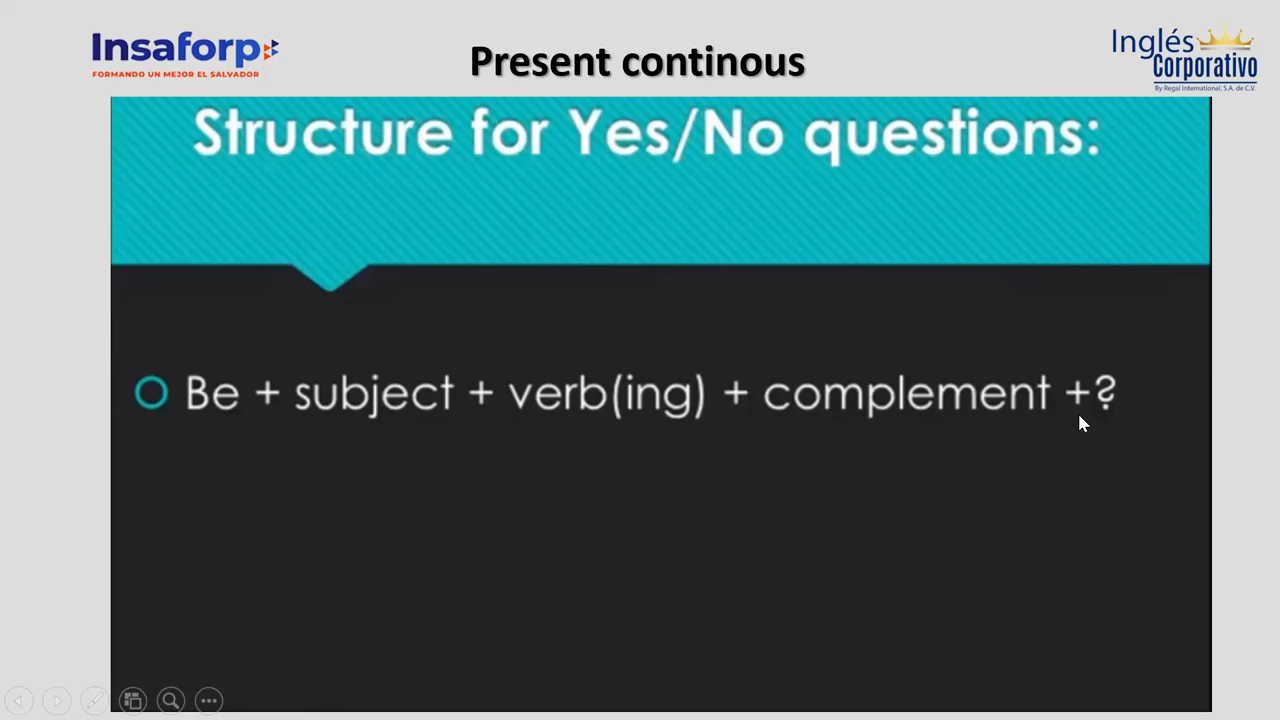 Insaforp
FORMANDO UN MEJOR EL SALVADOR
Present continous
Inglés
Corporativo
By Regal International, S.A. de C.V.
Structure for Yes/No questions:
Be + subject + verb(ing) + complement +?